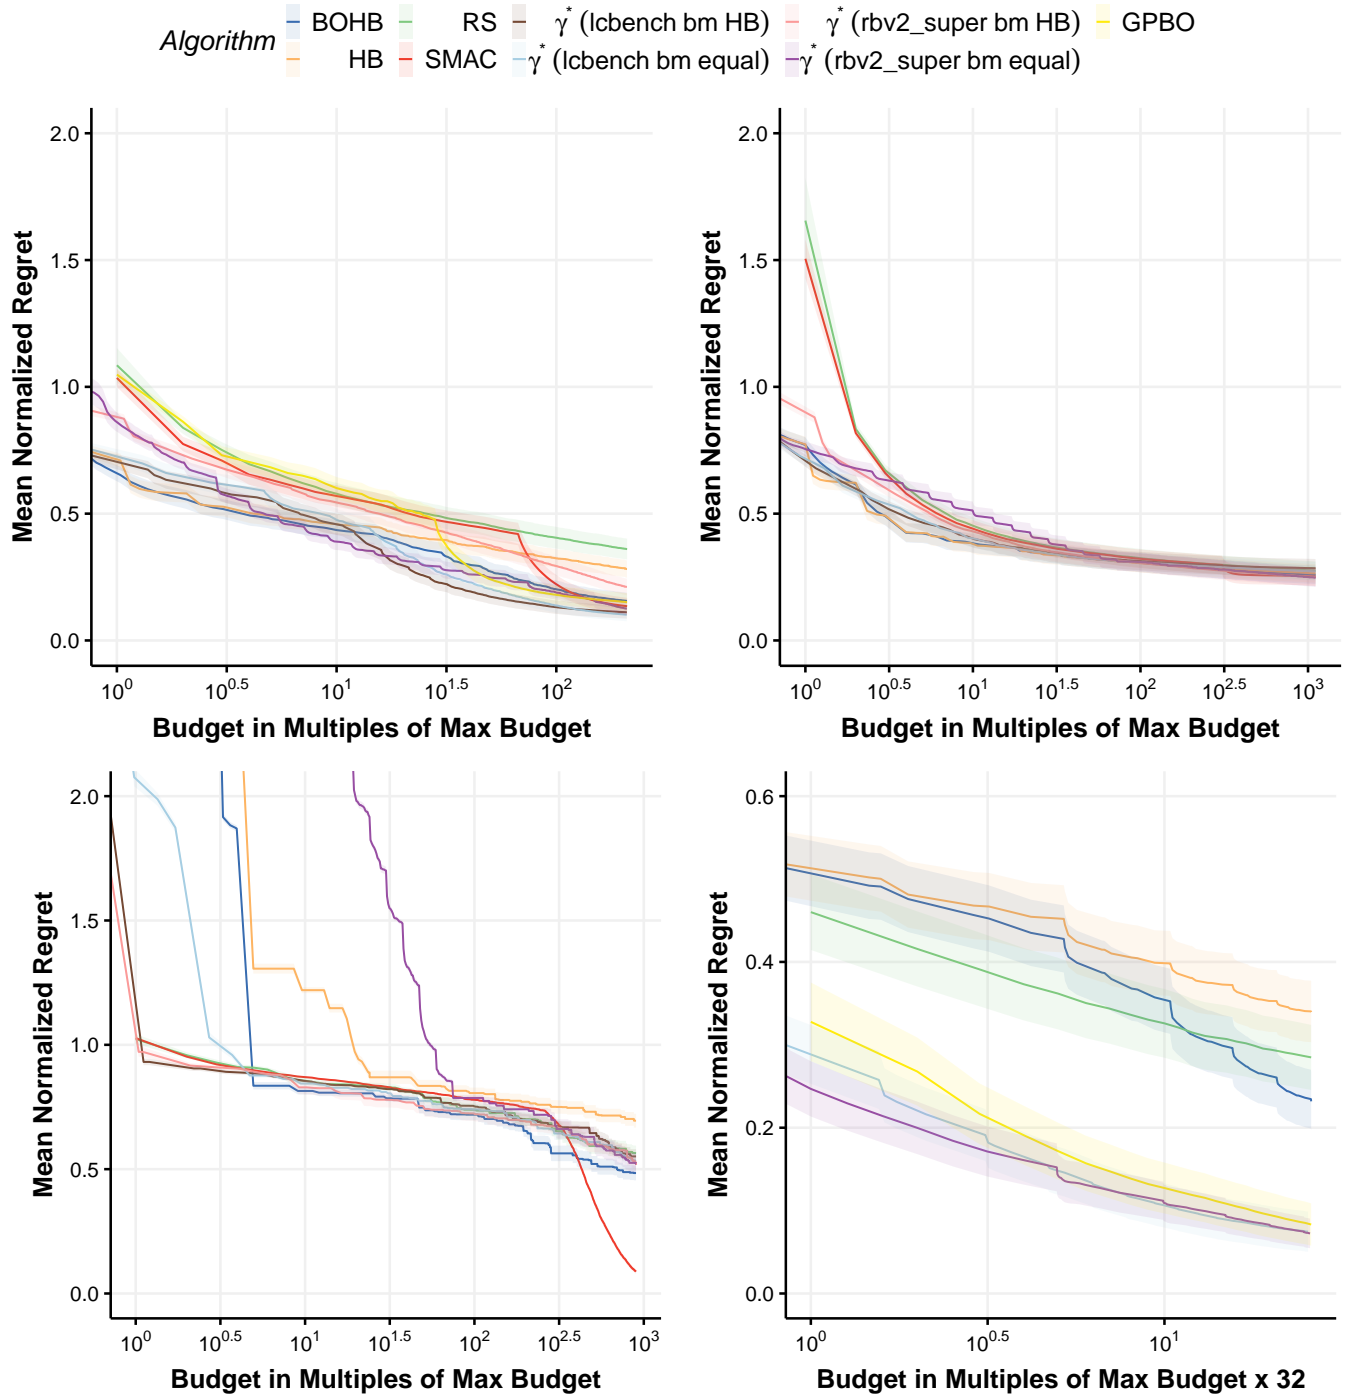 Algorithm
BOHB RS γ* (lcbench bm HB) γ* (rbv2_super bm HB) GPBO
HB SMAC γ* (lcbench bm equal) γ* (rbv2_super bm equal)
Mean Normalized Regret
2.0
1.5
1.0
0.5
0.0
10^0 10^0.5 10^1 10^1.5 10^2
Budget in Multiples of Max Budget
Mean Normalized Regret
2.0
1.5
1.0
0.5
0.0
10^0 10^0.5 10^1 10^1.5 10^2 10^2.5 10^3
Budget in Multiples of Max Budget
Mean Normalized Regret
2.0
1.5
1.0
0.5
0.0
10^0 10^0.5 10^1 10^1.5 10^2 10^2.5 10^3
Budget in Multiples of Max Budget
Mean Normalized Regret
0.6
0.4
0.2
0.0
10^0 10^0.5 10^1
Budget in Multiples of Max Budget x 32